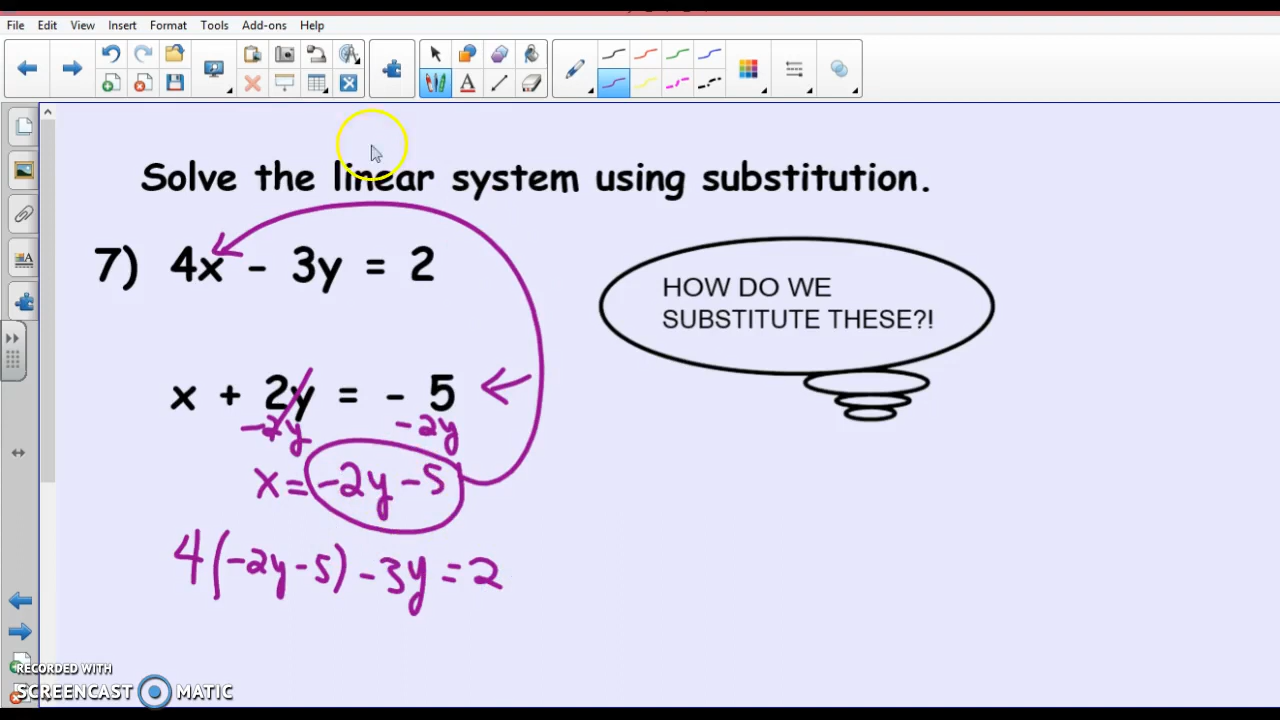 File Edit View Insert Format Tools Add-ons Help
Solve the linear system using substitution.
7) 4x - 3y = 2
HOW DO WE
SUBSTITUTE THESE?!
x + 2y = - 5
-2y -2y
x = -2y - 5
4(-2y - 5) - 3y = 2
RECORDED WITH
SCREENCAST MATIC